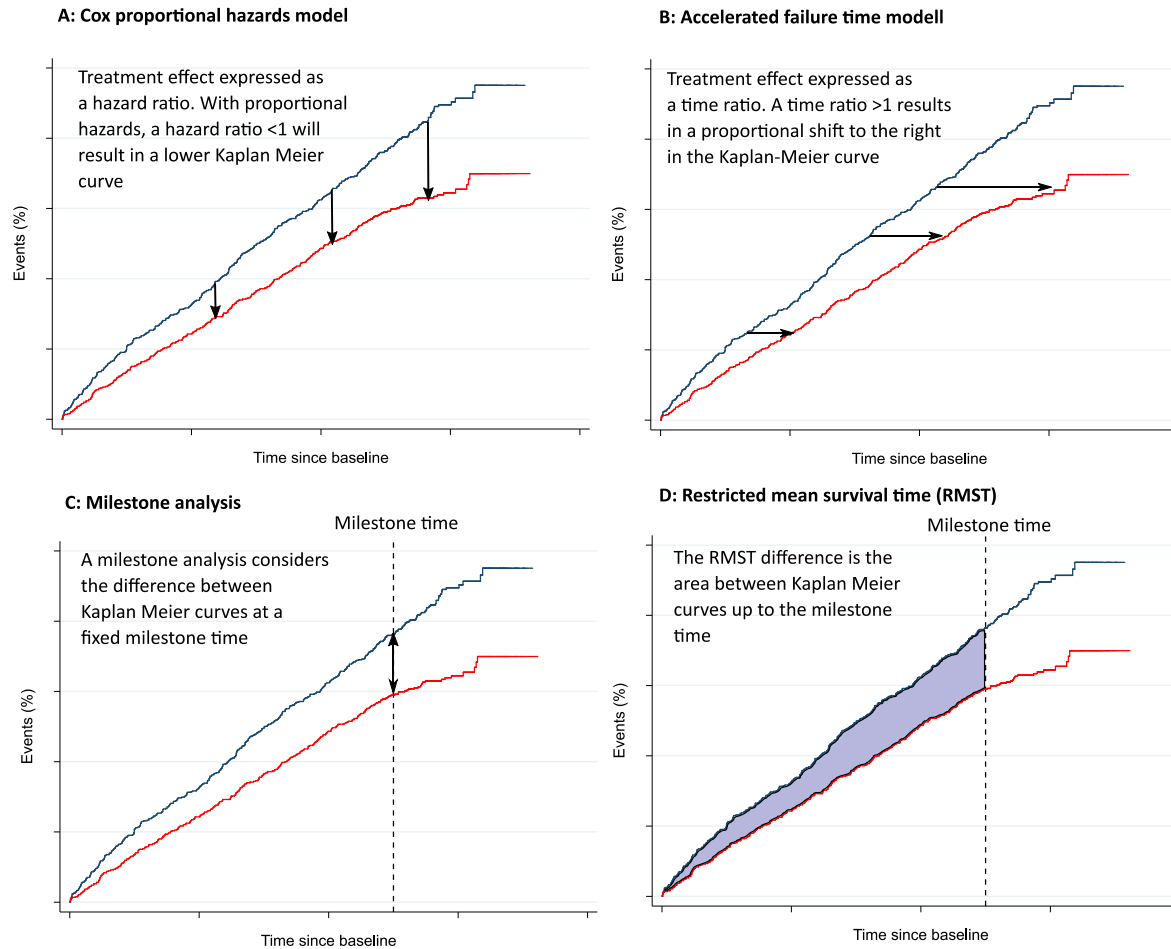 A: Cox proportional hazards model
Treatment effect expressed as
a hazard ratio. With proportional
hazards, a hazard ratio <1 will
result in a lower Kaplan Meier
curve
Events (%)
Time since baseline
B: Accelerated failure time modell
Treatment effect expressed as
a time ratio. A time ratio >1 results
in a proportional shift to the right
in the Kaplan-Meier curve
Events (%)
Time since baseline
C: Milestone analysis
Milestone time
A milestone analysis considers
the difference between
Kaplan Meier curves at a
fixed milestone time
Events (%)
Time since baseline
D: Restricted mean survival time (RMST)
Milestone time
The RMST difference is the
area between Kaplan Meier
curves up to the milestone
time
Events (%)
Time since baseline